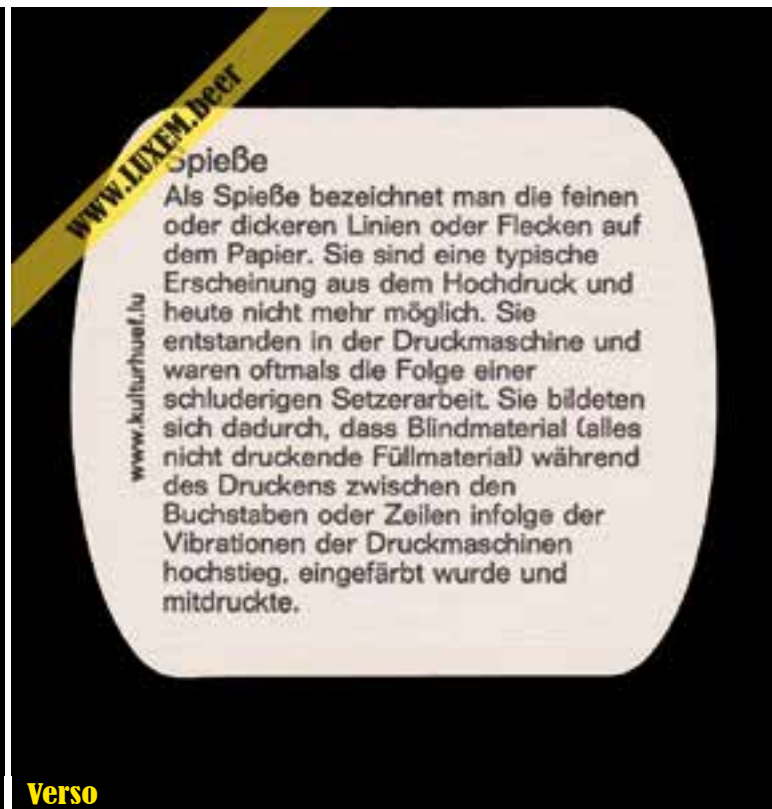 www.LUXEM.beer
Spieße
Als Spieße bezeichnet man die feinen
oder dickeren Linien oder Flecken auf
dem Papier. Sie sind eine typische
Erscheinung aus dem Hochdruck und
heute nicht mehr möglich. Sie
entstanden in der Druckmaschine und
waren oftmals die Folge einer
schluderigen Setzerarbeit. Sie bildeten
sich dadurch, dass Blindmaterial (alles
nicht druckende Füllmaterial) während
des Druckens zwischen den
Buchstaben oder Zeilen infolge der
Vibrationen der Druckmaschinen
hochstieg, eingefärbt wurde und
mitdruckte.
www.kulturhuef.lu
Verso